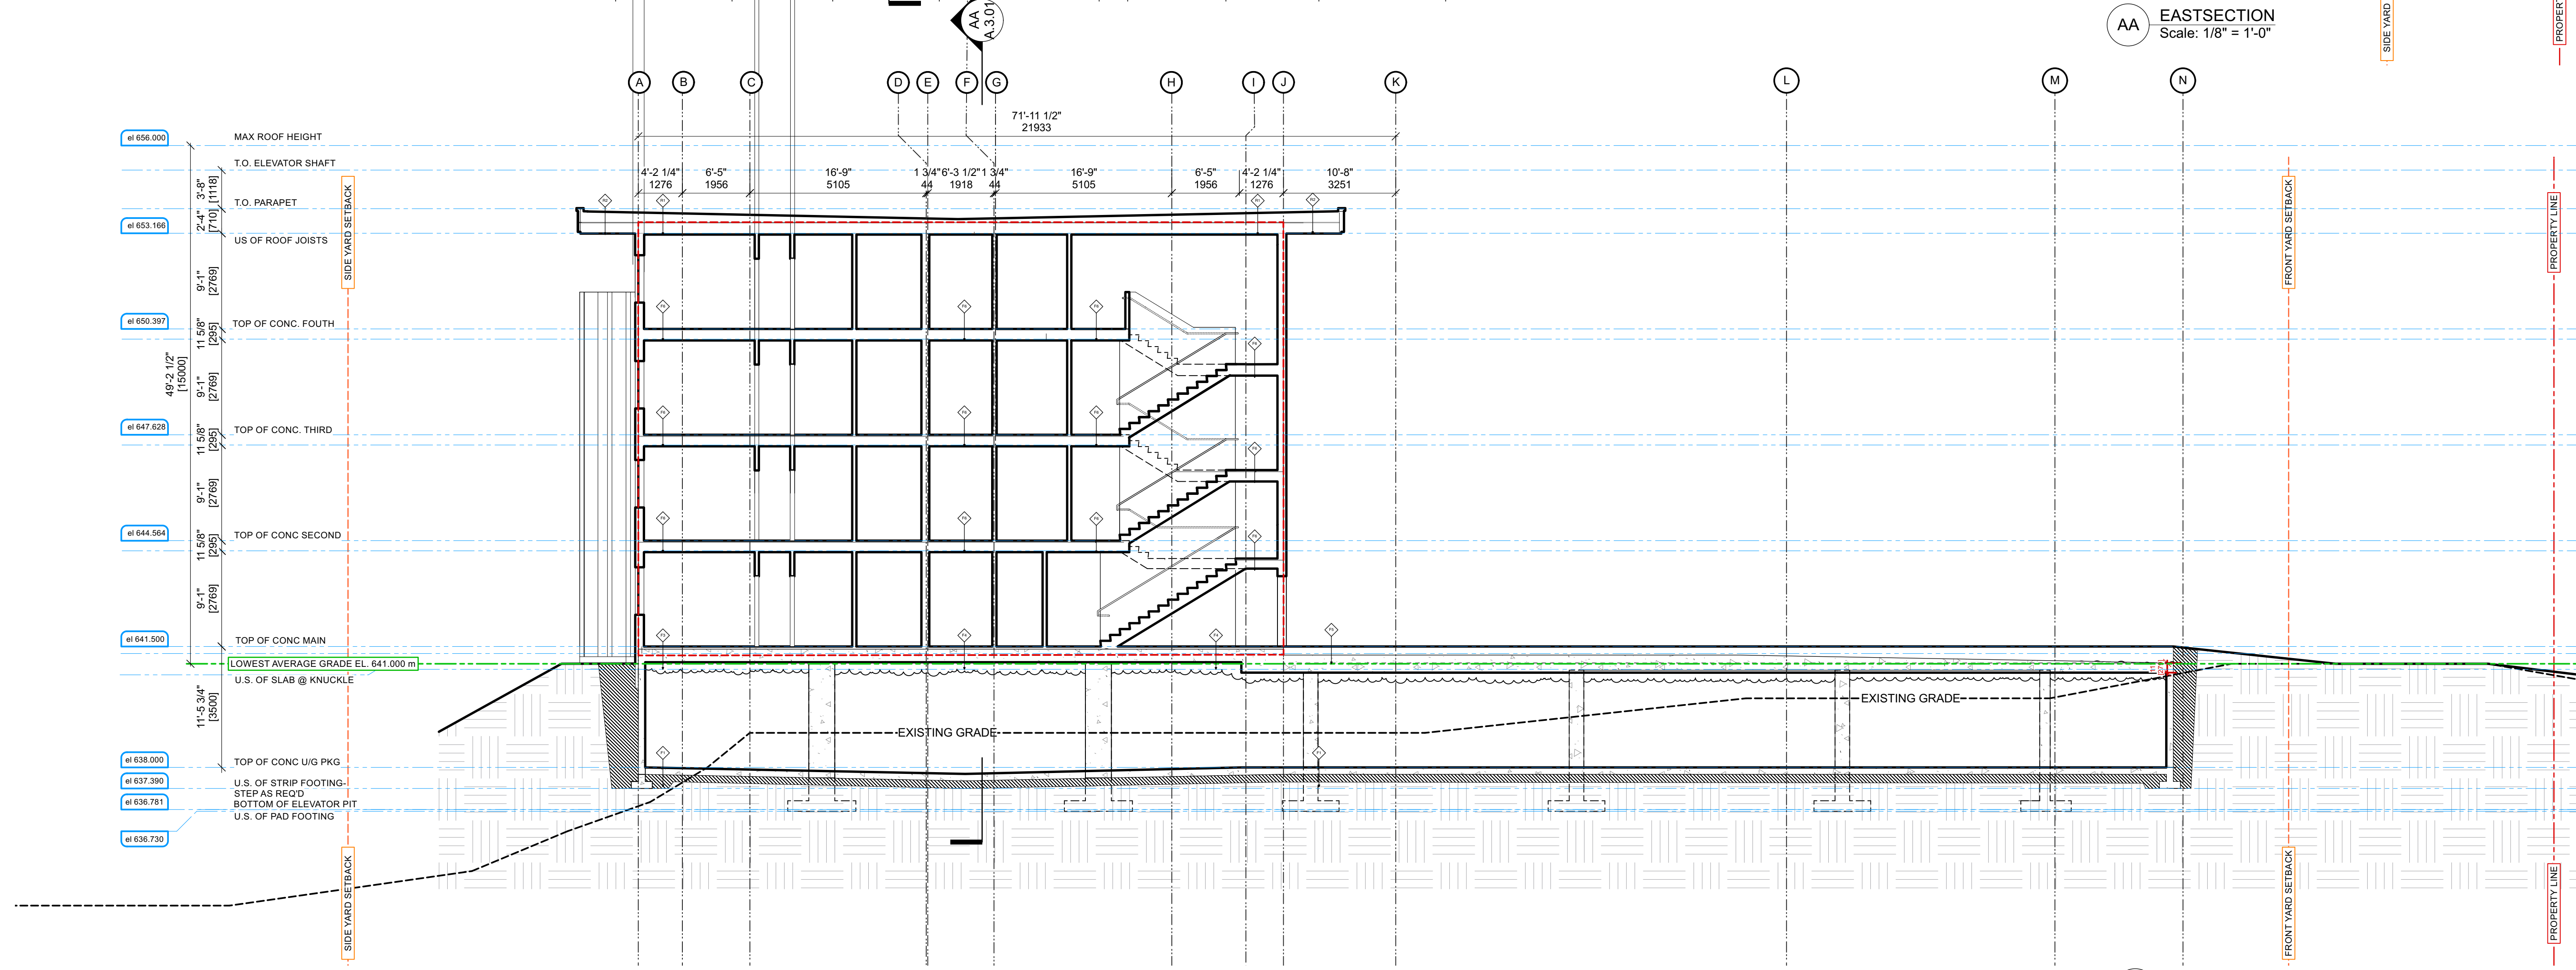 AA
A.3.01
AA
EASTSECTION
Scale: 1/8" = 1'-0"
SIDE YARD
A
B
C
D
E
F
G
H
I
J
K
L
M
N
71'-11 1/2"
21933
el 656.000
MAX ROOF HEIGHT
T.O. ELEVATOR SHAFT
4'-2 1/4"
1276
6'-5"
1956
16'-9"
5105
1 3/4"
44
6'-3 1/2"
1918
1 3/4"
44
16'-9"
5105
6'-5"
1956
4'-2 1/4"
1276
10'-8"
3251
3'-8"
[1118]
T.O. PARAPET
R2
R1
R1
R2
2'-4"
[710]
el 653.166
US OF ROOF JOISTS
SIDE YARD SETBACK
FRONT YARD SETBACK
PROPERTY LINE
9'-1"
[2769]
el 650.397
TOP OF CONC. FOUTH
11 5/8"
[295]
49'-2 1/2"
[15000]
9'-1"
[2769]
el 647.628
TOP OF CONC. THIRD
11 5/8"
[295]
9'-1"
[2769]
el 644.564
TOP OF CONC SECOND
11 5/8"
[295]
9'-1"
[2769]
el 641.500
TOP OF CONC MAIN
LOWEST AVERAGE GRADE EL. 641.000 m
U.S. OF SLAB @ KNUCKLE
11'-5 3/4"
[3500]
EXISTING GRADE
EXISTING GRADE
el 638.000
TOP OF CONC U/G PKG
el 637.390
U.S. OF STRIP FOOTING-
STEP AS REQ'D
el 636.781
BOTTOM OF ELEVATOR PIT
U.S. OF PAD FOOTING
el 636.730
SIDE YARD SETBACK
FRONT YARD SETBACK
PROPERTY LINE